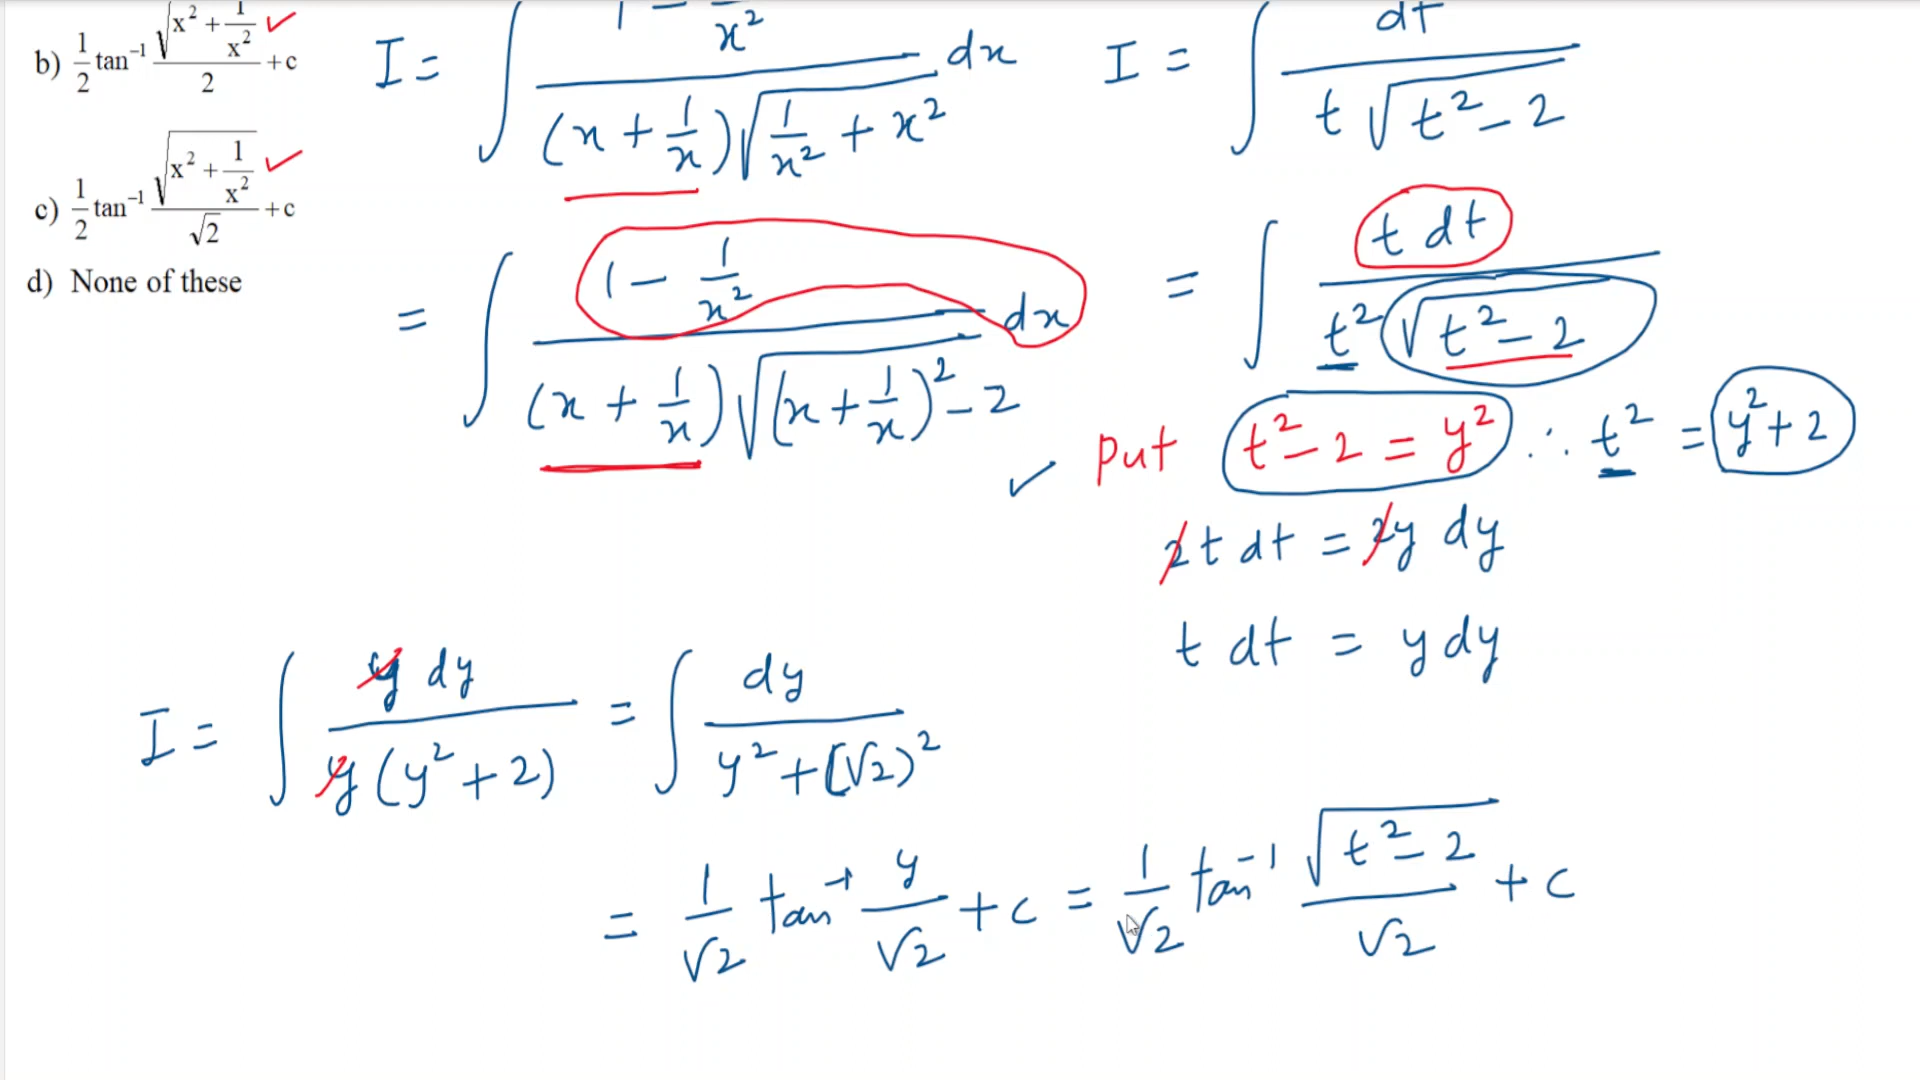 b) 1/2 tan⁻¹ √(x² + 1/x²) / 2 + c
c) 1/2 tan⁻¹ √(x² + 1/x²) / √2 + c
d) None of these
I = ∫ (1 − 1/x²) / ((x + 1/x) √(1/x² + x²)) dx
= ∫ (1 − 1/x²) / ((x + 1/x) √((x + 1/x)² − 2)) dx
I = ∫ dt / (t √(t² − 2))
= ∫ t dt / (t² √(t² − 2))
✓ Put t² − 2 = y² ∴ t² = y² + 2
2t dt = 2y dy
t dt = y dy
I = ∫ y dy / (y (y² + 2)) = ∫ dy / (y² + (√2)²)
= 1/√2 tan⁻¹ y/√2 + c = 1/√2 tan⁻¹ √(t² − 2) / √2 + c